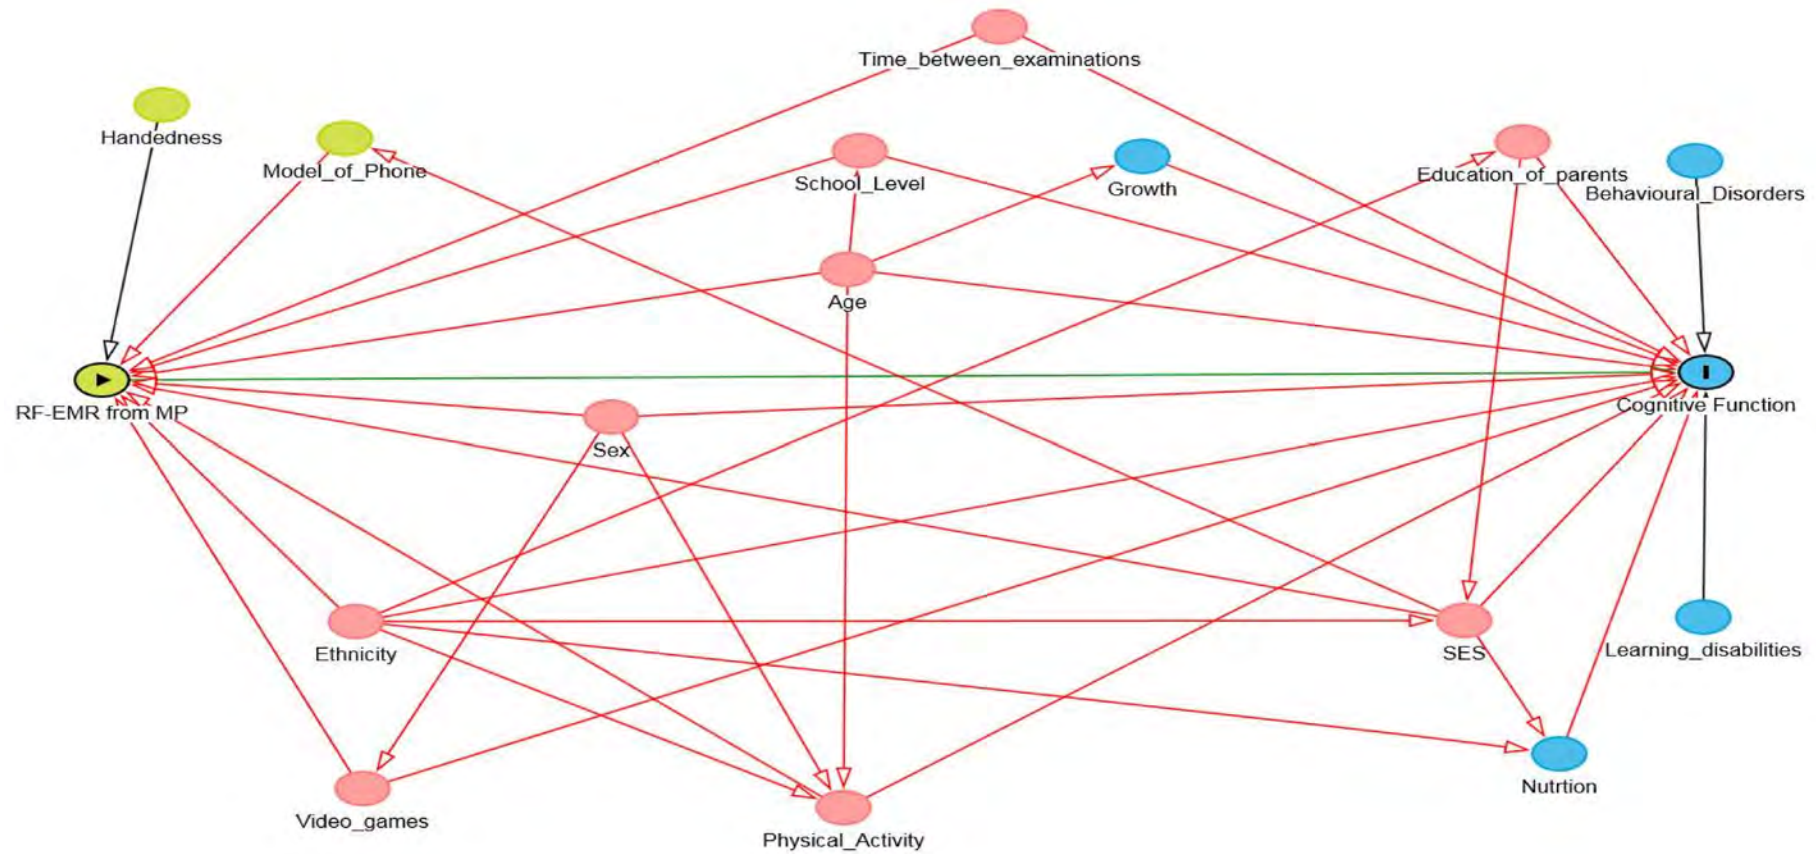 Time_between_examinations
Handedness
Model_of_Phone
School_Level
Growth
Education_of_parents
Behavioural_Disorders
Age
RF-EMR from MP
Cognitive Function
Sex
Ethnicity
SES
Learning_disabilities
Nutrtion
Video_games
Physical_Activity